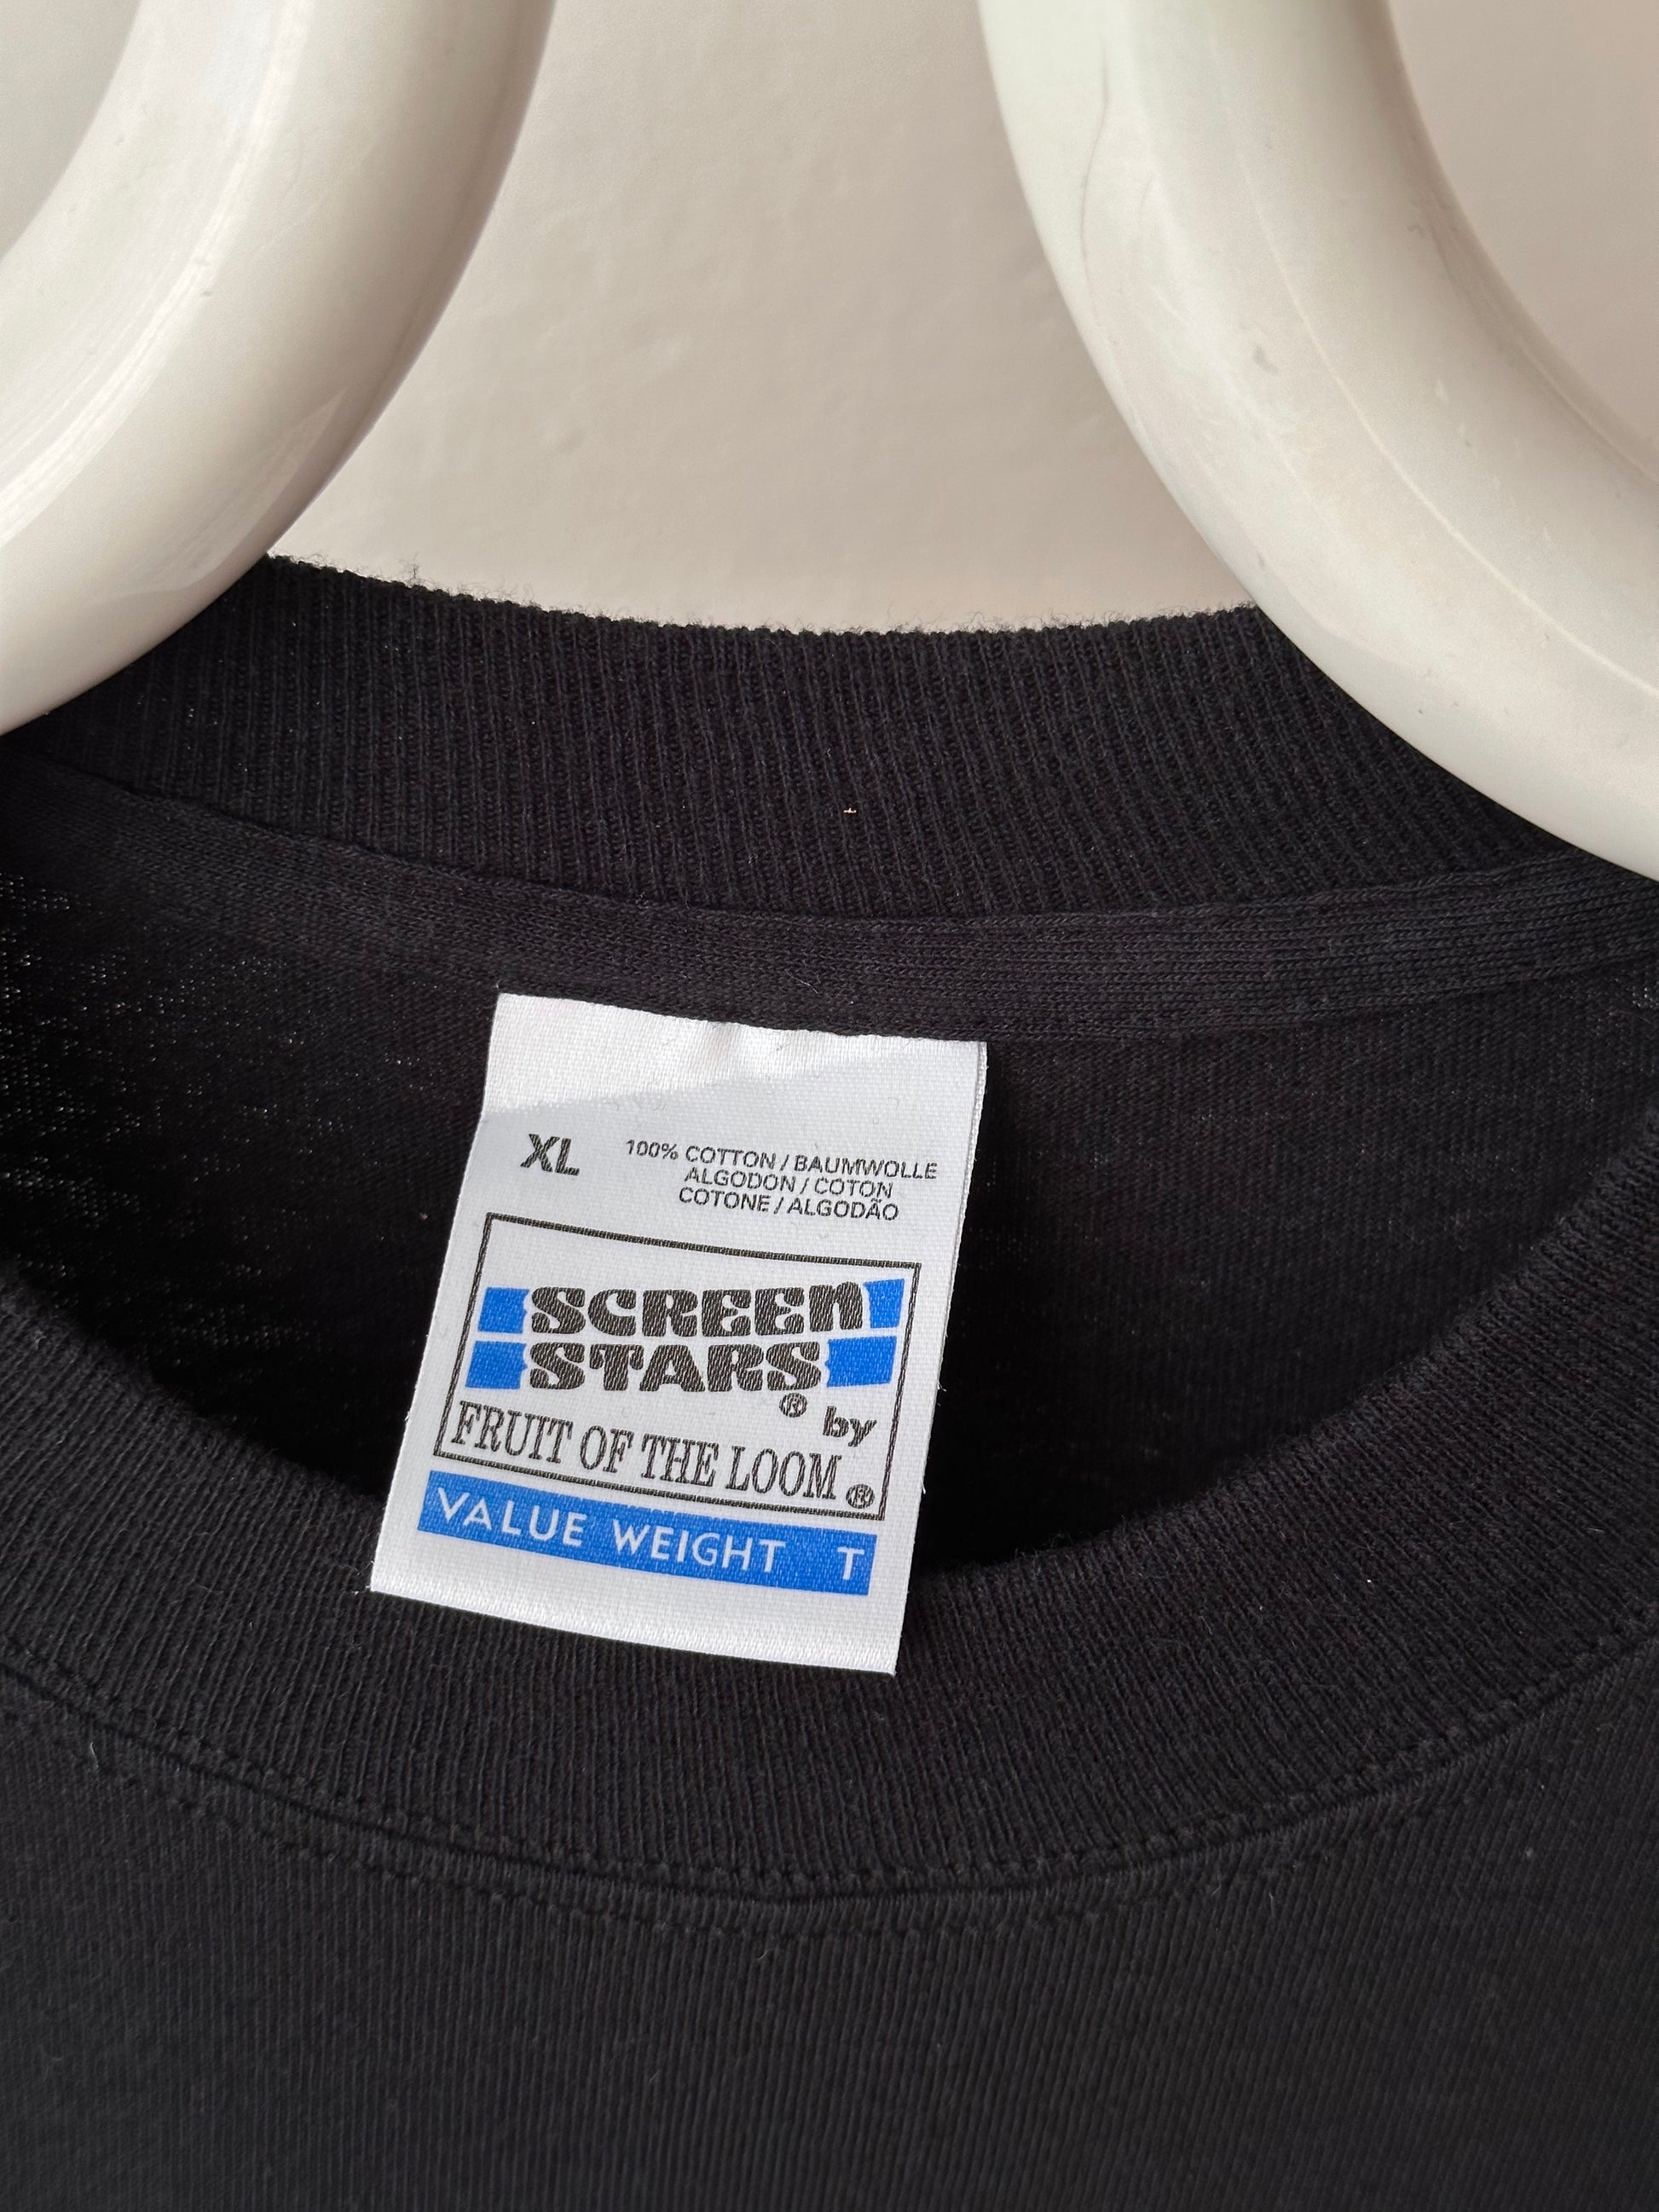 XL 100% COTTON / BAUMWOLLE
ALGODON / COTON
COTONE / ALGODÃO
SCREEN
STARS®
by
FRUIT OF THE LOOM®
VALUE WEIGHT T